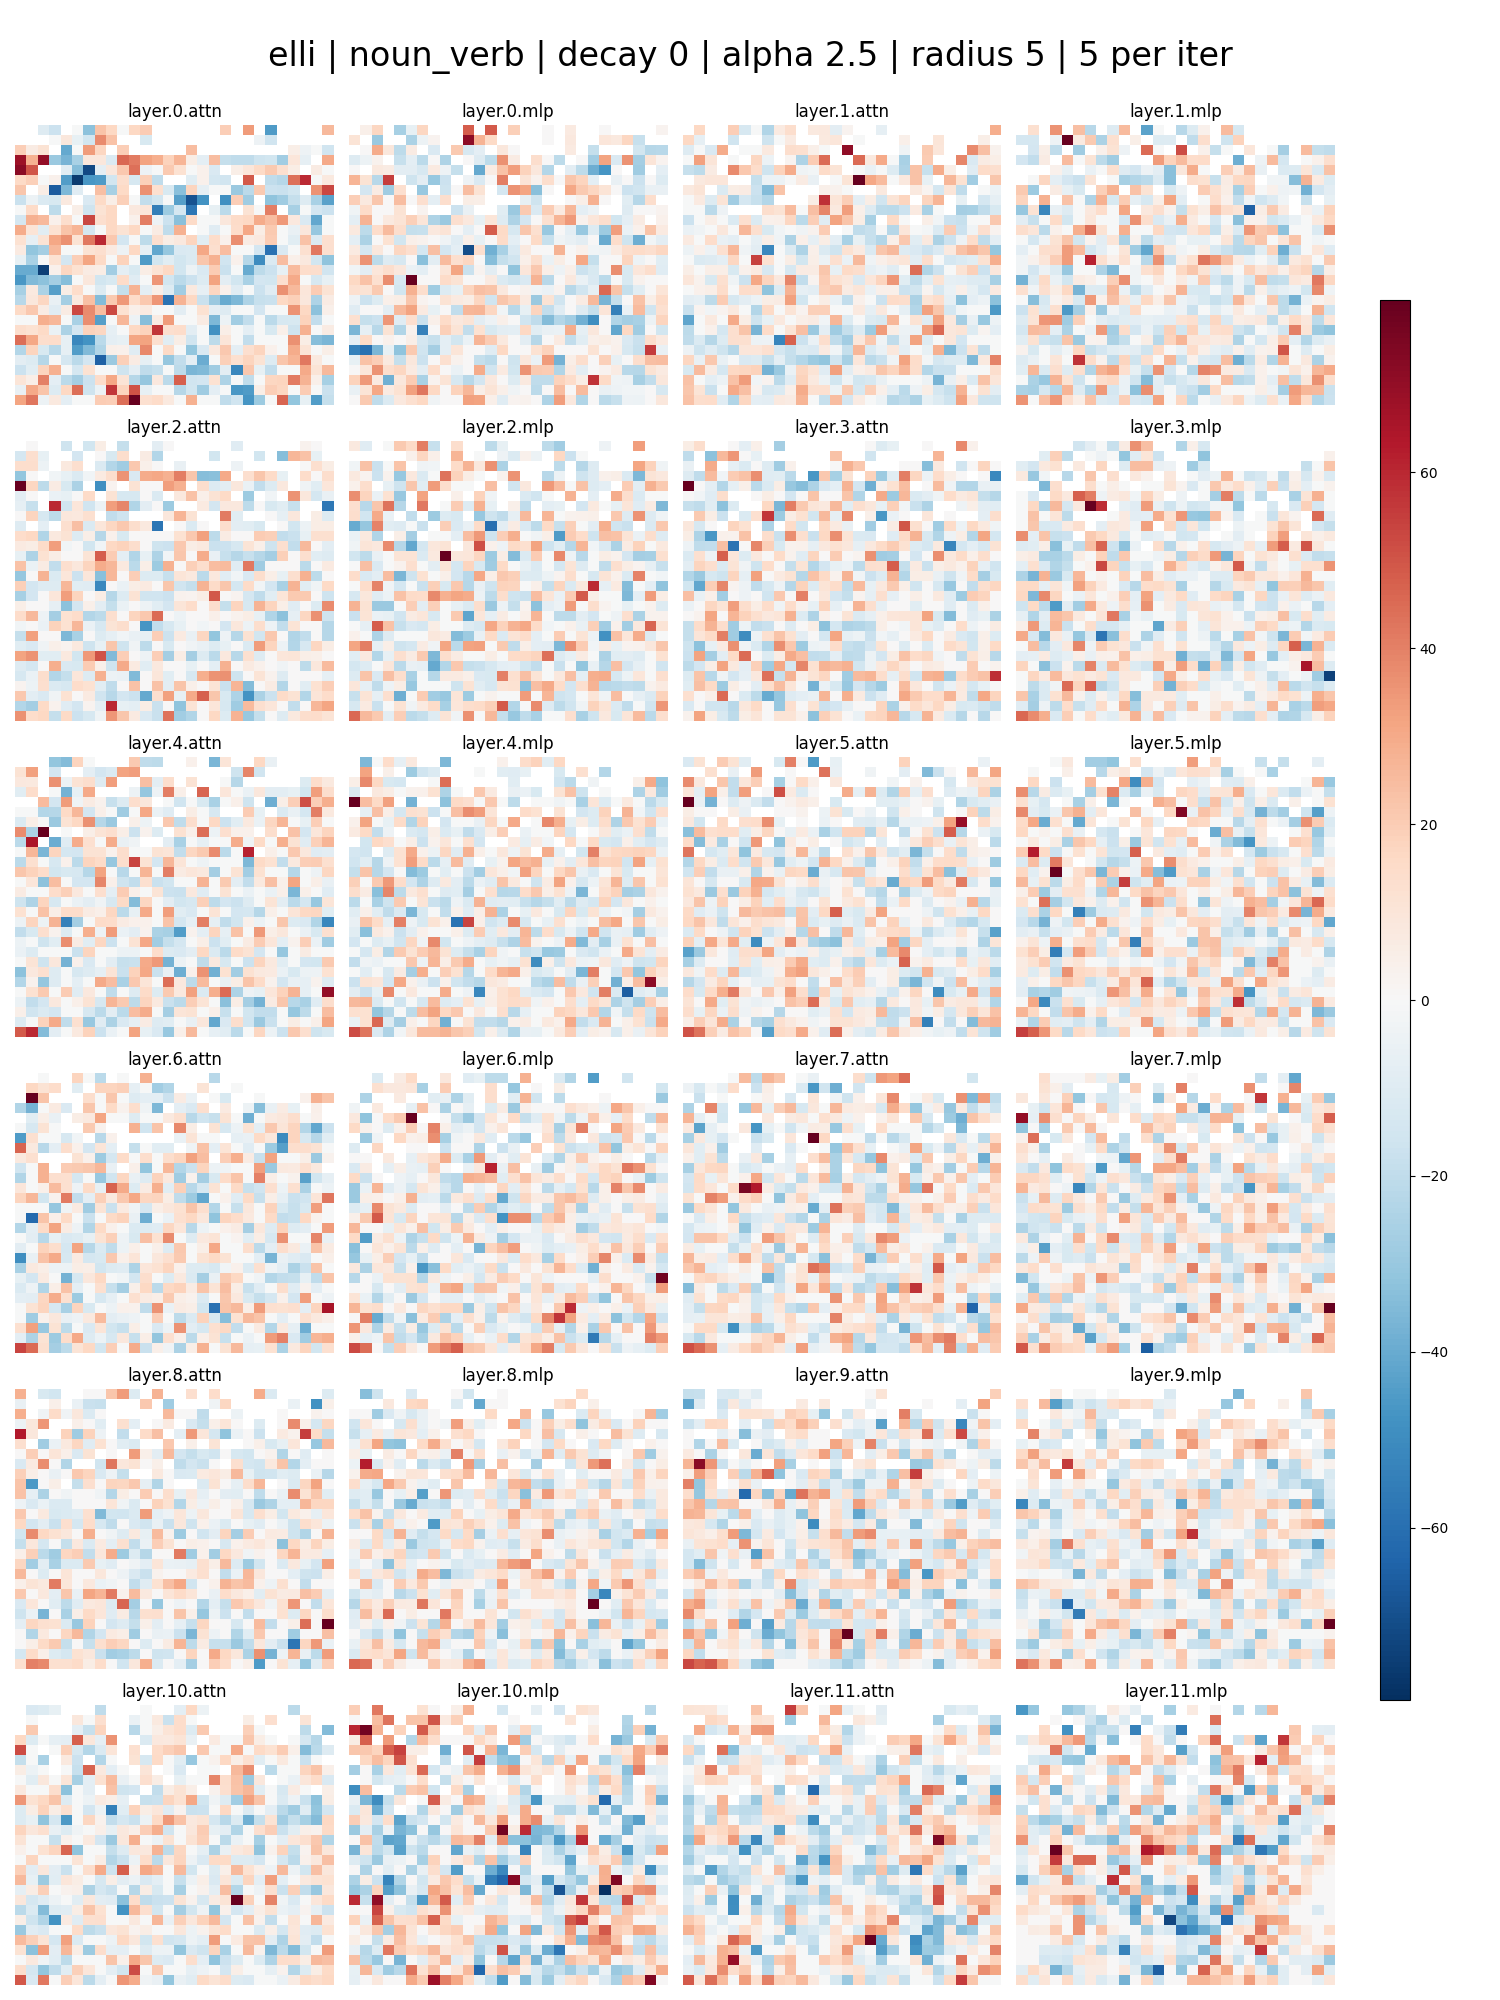 elli | noun_verb | decay 0 | alpha 2.5 | radius 5 | 5 per iter
layer.0.attn
layer.0.mlp
layer.1.attn
layer.1.mlp
layer.2.attn
layer.2.mlp
layer.3.attn
layer.3.mlp
layer.4.attn
layer.4.mlp
layer.5.attn
layer.5.mlp
layer.6.attn
layer.6.mlp
layer.7.attn
layer.7.mlp
layer.8.attn
layer.8.mlp
layer.9.attn
layer.9.mlp
layer.10.attn
layer.10.mlp
layer.11.attn
layer.11.mlp
60
40
20
0
−20
−40
−60